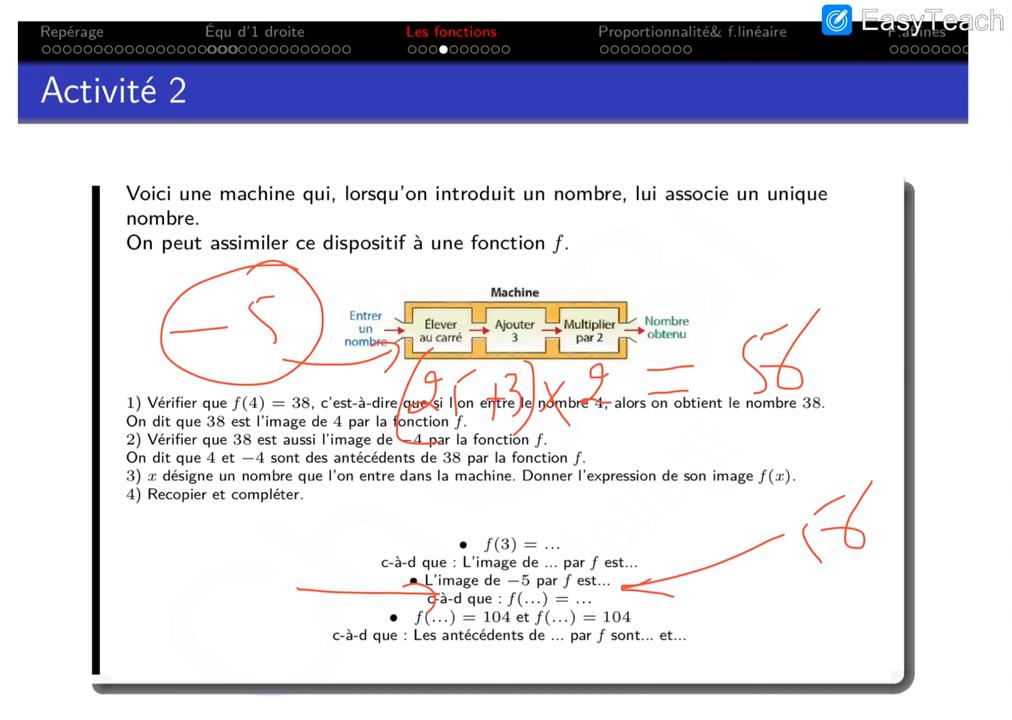 EasyTeach
Repérage Équ d'1 droite Les fonctions Proportionnalité& f.linéaire
Activité 2
Voici une machine qui, lorsqu'on introduit un nombre, lui associe un unique
nombre.
On peut assimiler ce dispositif à une fonction f.
Machine
Entrer
un
nombre
Élever
au carré
Ajouter
3
Multiplier
par 2
Nombre
obtenu
-5
(25+3)×2 = 56
1) Vérifier que f(4) = 38, c'est-à-dire que si l'on entre le nombre 4, alors on obtient le nombre 38.
On dit que 38 est l'image de 4 par la fonction f.
2) Vérifier que 38 est aussi l'image de −4 par la fonction f.
On dit que 4 et −4 sont des antécédents de 38 par la fonction f.
3) x désigne un nombre que l'on entre dans la machine. Donner l'expression de son image f(x).
4) Recopier et compléter.
56
• f(3) = ...
c-à-d que : L'image de ... par f est...
• L'image de −5 par f est...
c-à-d que : f(...) = ...
• f(...) = 104 et f(...) = 104
c-à-d que : Les antécédents de ... par f sont... et...